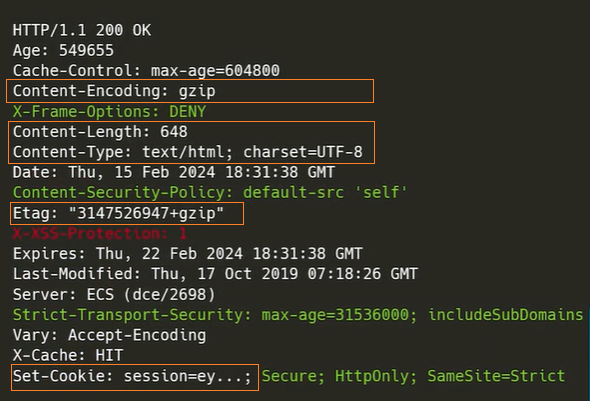 HTTP/1.1 200 OK
Age: 549655
Cache-Control: max-age=604800
Content-Encoding: gzip
X-Frame-Options: DENY
Content-Length: 648
Content-Type: text/html; charset=UTF-8
Date: Thu, 15 Feb 2024 18:31:38 GMT
Content-Security-Policy: default-src 'self'
Etag: "3147526947+gzip"
X-XSS-Protection: 1
Expires: Thu, 22 Feb 2024 18:31:38 GMT
Last-Modified: Thu, 17 Oct 2019 07:18:26 GMT
Server: ECS (dce/2698)
Strict-Transport-Security: max-age=31536000; includeSubDomains
Vary: Accept-Encoding
X-Cache: HIT
Set-Cookie: session=ey...; Secure; HttpOnly; SameSite=Strict